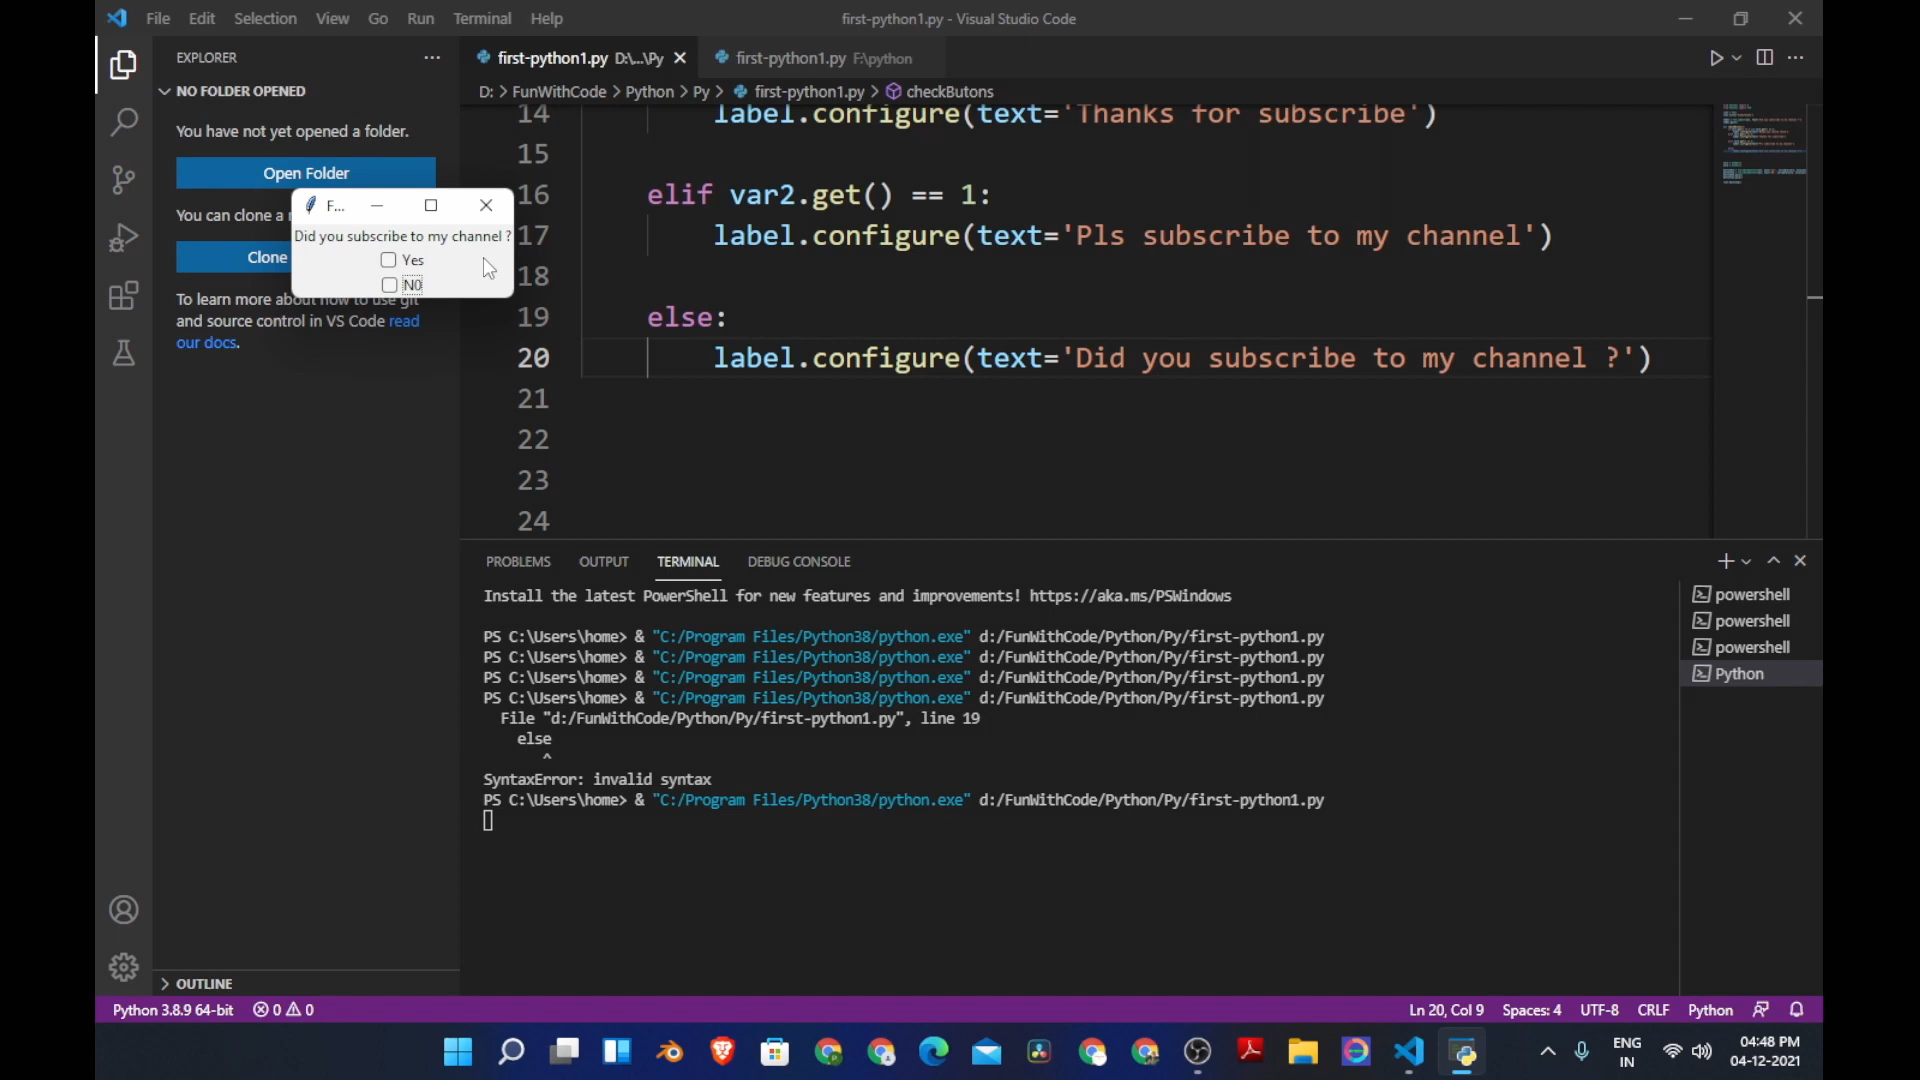 File Edit Selection View Go Run Terminal Help
first-python1.py - Visual Studio Code
EXPLORER
first-python1.py D:\...\Py
first-python1.py F:\python
NO FOLDER OPENED
D: > FunWithCode > Python > Py > first-python1.py > checkButons
You have not yet opened a folder.
Open Folder
You can clone a
Clone
To learn more about how to use git
and source control in VS Code read
our docs.
F...
Did you subscribe to my channel ?
Yes
N0
14 label.configure(text='Thanks for subscribe')
15
16 elif var2.get() == 1:
17 label.configure(text='Pls subscribe to my channel')
18
19 else:
20 label.configure(text='Did you subscribe to my channel ?')
21
22
23
24
PROBLEMS OUTPUT TERMINAL DEBUG CONSOLE
Install the latest PowerShell for new features and improvements! https://aka.ms/PSWindows
PS C:\Users\home> & "C:/Program Files/Python38/python.exe" d:/FunWithCode/Python/Py/first-python1.py
PS C:\Users\home> & "C:/Program Files/Python38/python.exe" d:/FunWithCode/Python/Py/first-python1.py
PS C:\Users\home> & "C:/Program Files/Python38/python.exe" d:/FunWithCode/Python/Py/first-python1.py
PS C:\Users\home> & "C:/Program Files/Python38/python.exe" d:/FunWithCode/Python/Py/first-python1.py
File "d:/FunWithCode/Python/Py/first-python1.py", line 19
else
^
SyntaxError: invalid syntax
PS C:\Users\home> & "C:/Program Files/Python38/python.exe" d:/FunWithCode/Python/Py/first-python1.py
powershell
powershell
powershell
Python
OUTLINE
Python 3.8.9 64-bit 0 0
Ln 20, Col 9 Spaces: 4 UTF-8 CRLF Python
ENG
IN
04:48 PM
04-12-2021